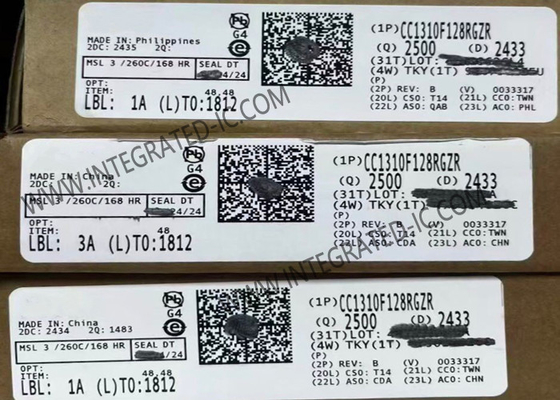 MADE IN: Philippines
2DC: 2435 2Q:
G4
MSL 3 /260C/168 HR
SEAL DT
4/24
OPT:
ITEM:
48,48
LBL: 1A (L)TO:1812
(1P) CC1310F128RGZR
(Q) 2500 (D) 2433
(31T)LOT:
(4W) TKY(1T)
(P)
(2P) REV: B (V) 0033317
(20L) CSO: T14 (21L) CCO:TWN
(22L) ASO: QAB (23L) ACO: PHL
MADE IN: China
2DC: 2Q:
G4
MSL 3 /260C/168 HR
SEAL DT
/24
OPT:
ITEM:
48
LBL: 3A (L)TO:1812
(1P) CC1310F128RGZR
(Q) 2500 (D) 2433
(31T)LOT:
(4W) TKY(1T)
(P)
(2P) REV: B (V) 0033317
(20L) CSO: T14 (21L) CCO:TWN
(22L) ASO: CDA (23L) ACO: CHN
MADE IN: China
2DC: 2434 2Q: 1483
G4
MSL 3 /260C/168 HR
SEAL DT
/24
OPT:
ITEM:
48,48
LBL: 1A (L)TO:1812
(1P) CC1310F128RGZR
(Q) 2500 (D) 2433
(31T) LOT:
(4W) TKY (1T)
(P)
(2P) REV: B (V) 0033317
(20L) CSO: T14 (21L) CCO:TWN
(22L) ASO: CDA (23L) ACO: CHN
WWW.INTEGRATED-IC.COM